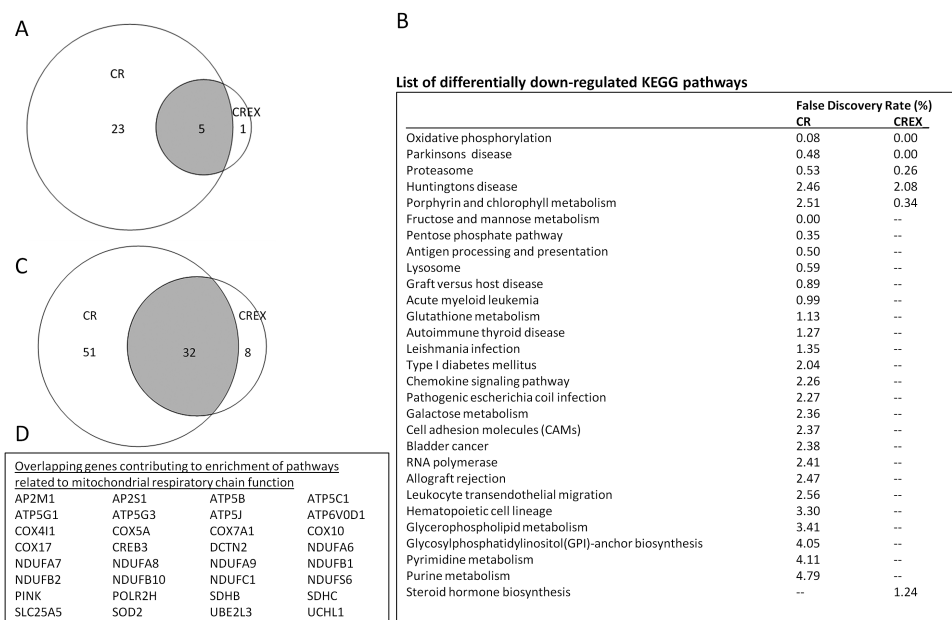 A
CR
CREX
23
5
1
C
CR
CREX
51
32
8
D
Overlapping genes contributing to enrichment of pathways
related to mitochondrial respiratory chain function
AP2M1 AP2S1 ATP5B ATP5C1
ATP5G1 ATP5G3 ATP5J ATP6V0D1
COX4I1 COX5A COX7A1 COX10
COX17 CREB3 DCTN2 NDUFA6
NDUFA7 NDUFA8 NDUFA9 NDUFB1
NDUFB2 NDUFB10 NDUFC1 NDUFS6
PINK POLR2H SDHB SDHC
SLC25A5 SOD2 UBE2L3 UCHL1
B
List of differentially down-regulated KEGG pathways
False Discovery Rate (%)
CR CREX
Oxidative phosphorylation 0.08 0.00
Parkinsons disease 0.48 0.00
Proteasome 0.53 0.26
Huntingtons disease 2.46 2.08
Porphyrin and chlorophyll metabolism 2.51 0.34
Fructose and mannose metabolism 0.00 --
Pentose phosphate pathway 0.35 --
Antigen processing and presentation 0.50 --
Lysosome 0.59 --
Graft versus host disease 0.89 --
Acute myeloid leukemia 0.99 --
Glutathione metabolism 1.13 --
Autoimmune thyroid disease 1.27 --
Leishmania infection 1.35 --
Type I diabetes mellitus 2.04 --
Chemokine signaling pathway 2.26 --
Pathogenic escherichia coil infection 2.27 --
Galactose metabolism 2.36 --
Cell adhesion molecules (CAMs) 2.37 --
Bladder cancer 2.38 --
RNA polymerase 2.41 --
Allograft rejection 2.47 --
Leukocyte transendothelial migration 2.56 --
Hematopoietic cell lineage 3.30 --
Glycerophospholipid metabolism 3.41 --
Glycosylphosphatidylinositol(GPI)-anchor biosynthesis 4.05 --
Pyrimidine metabolism 4.11 --
Purine metabolism 4.79 --
Steroid hormone biosynthesis -- 1.24